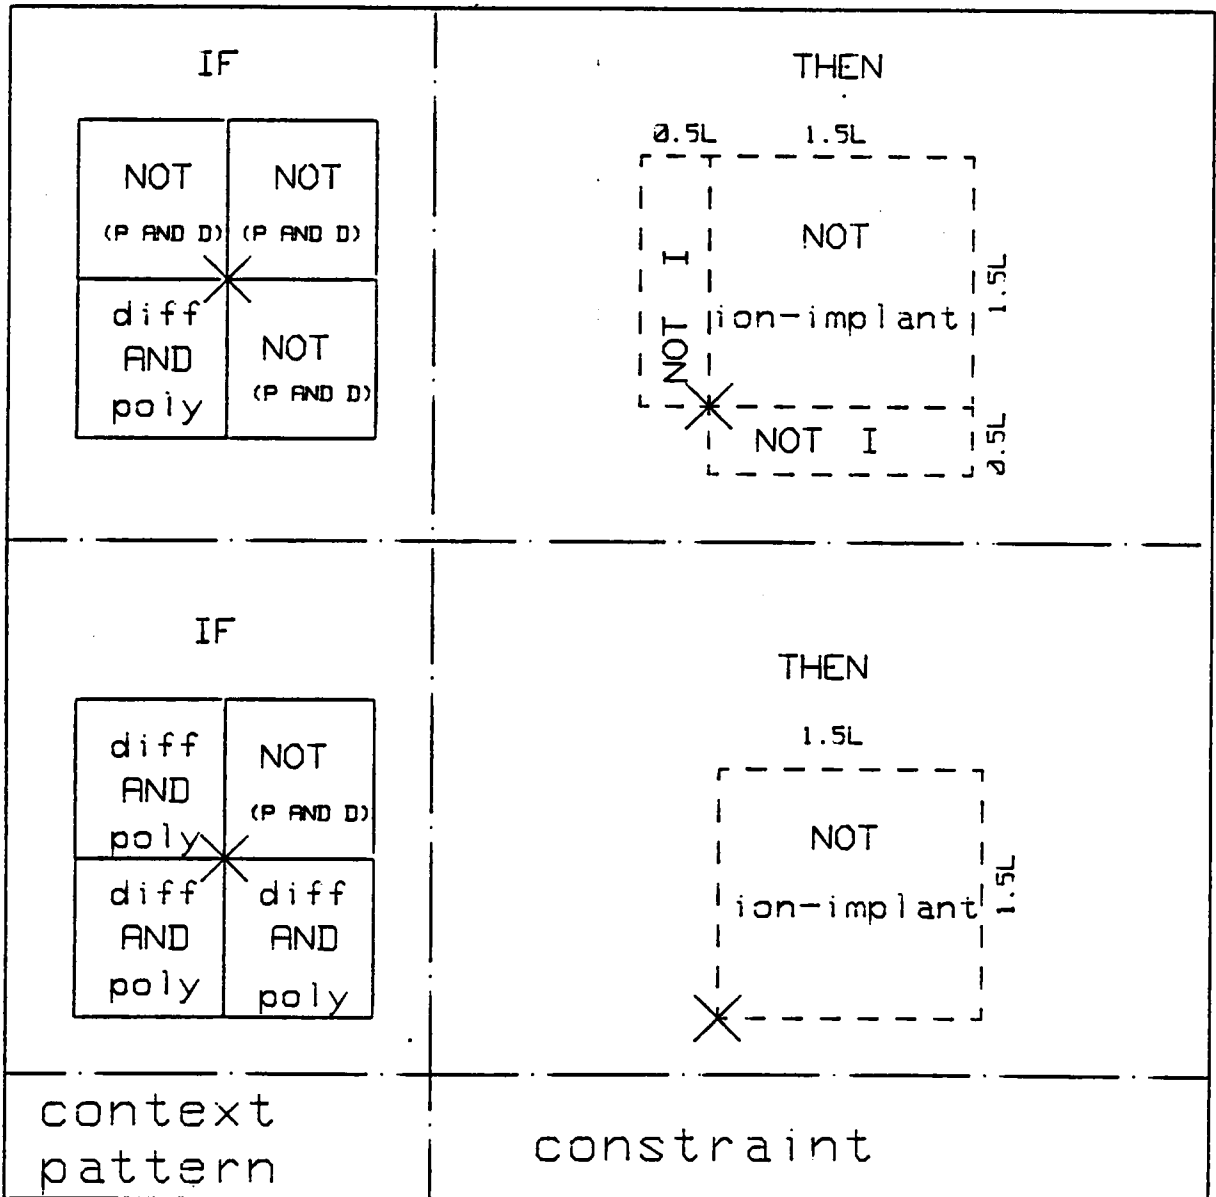 IF
THEN
0.5L 1.5L
NOT NOT
(P AND D) (P AND D)
diff
AND
poly
NOT
(P AND D)
NOT I
NOT
ion-implant
1.5L
NOT I
0.5L
IF
THEN
1.5L
diff
AND
poly
NOT
(P AND D)
diff
AND
poly
diff
AND
poly
NOT
ion-implant
1.5L
context
pattern
constraint